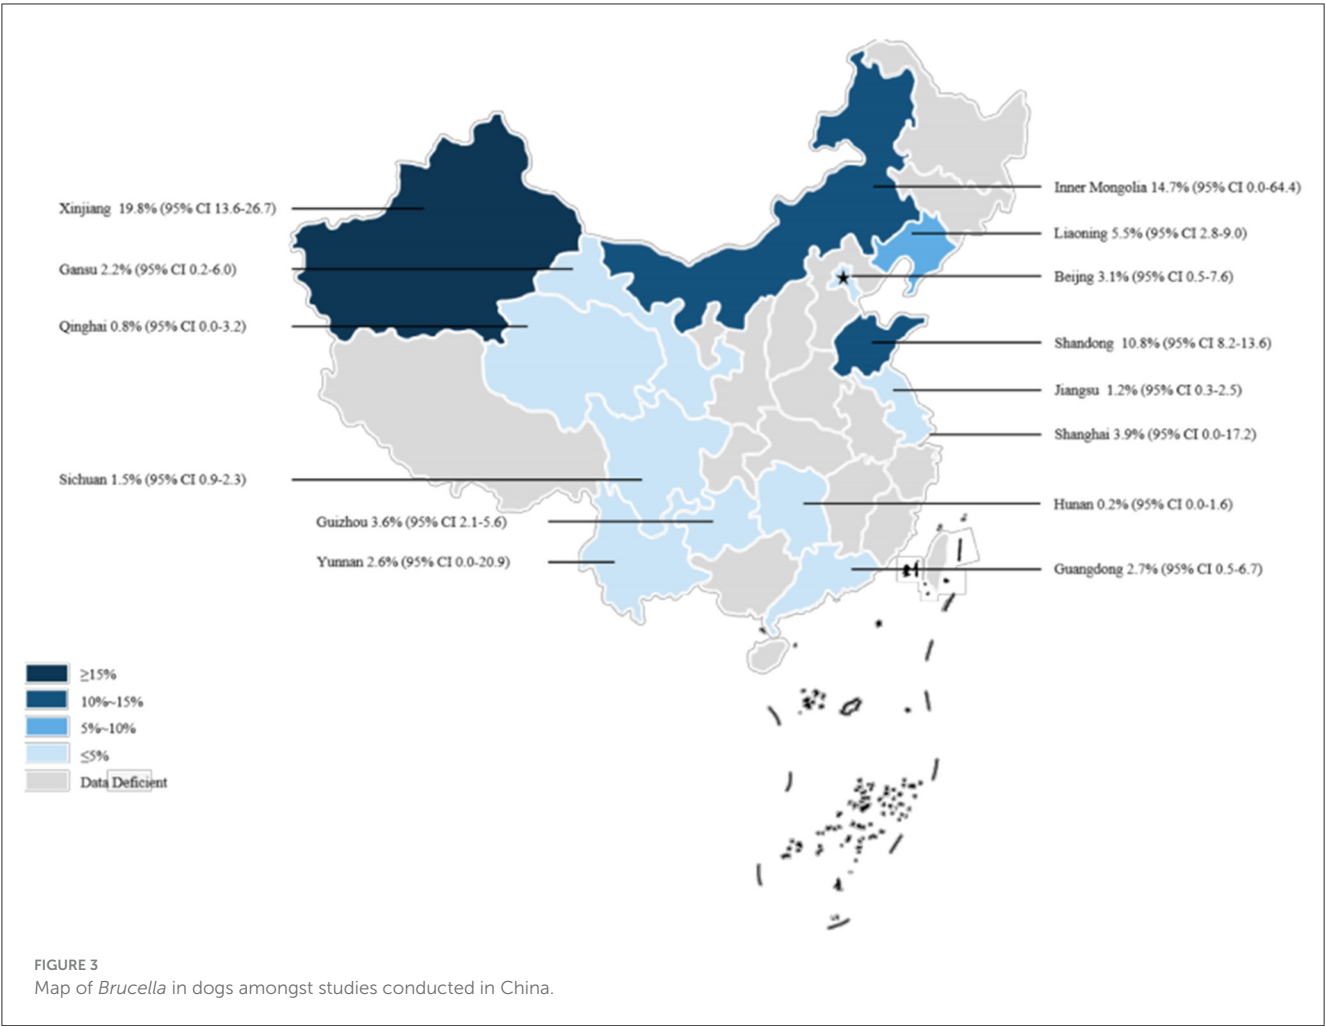 Inner Mongolia 14.7% (95% CI 0.0-64.4)
Xinjiang 19.8% (95% CI 13.6-26.7)
Liaoning 5.5% (95% CI 2.8-9.0)
Gansu 2.2% (95% CI 0.2-6.0)
Beijng 3.1% (95% CI 0.5-7.6)
Qinghai 0.8% (95% CI 0.0-3.2)
Shandong 10.8% (95% CI 8.2-13.6)
Jiangsu 1.2% (95% CI 0.3-2.5)
Shanghai 3.9% (95% CI 0.0-17.2)
Sichuan 1.5% (95% CI 0.9-2.3)
Hunan 0.2% (95% CI 0.0-1.6)
Guizhou 3.6% (95% CI 2.1-5.6)
Yunnan 2.6% (95% CI 0.0-20.9)
Guangdong 2.7% (95% CI 0.5-6.7)
≥15%
10%~15%
5%~10%
≤5%
Data Deficient
FIGURE 3
Map of Brucella in dogs amongst studies conducted in China.